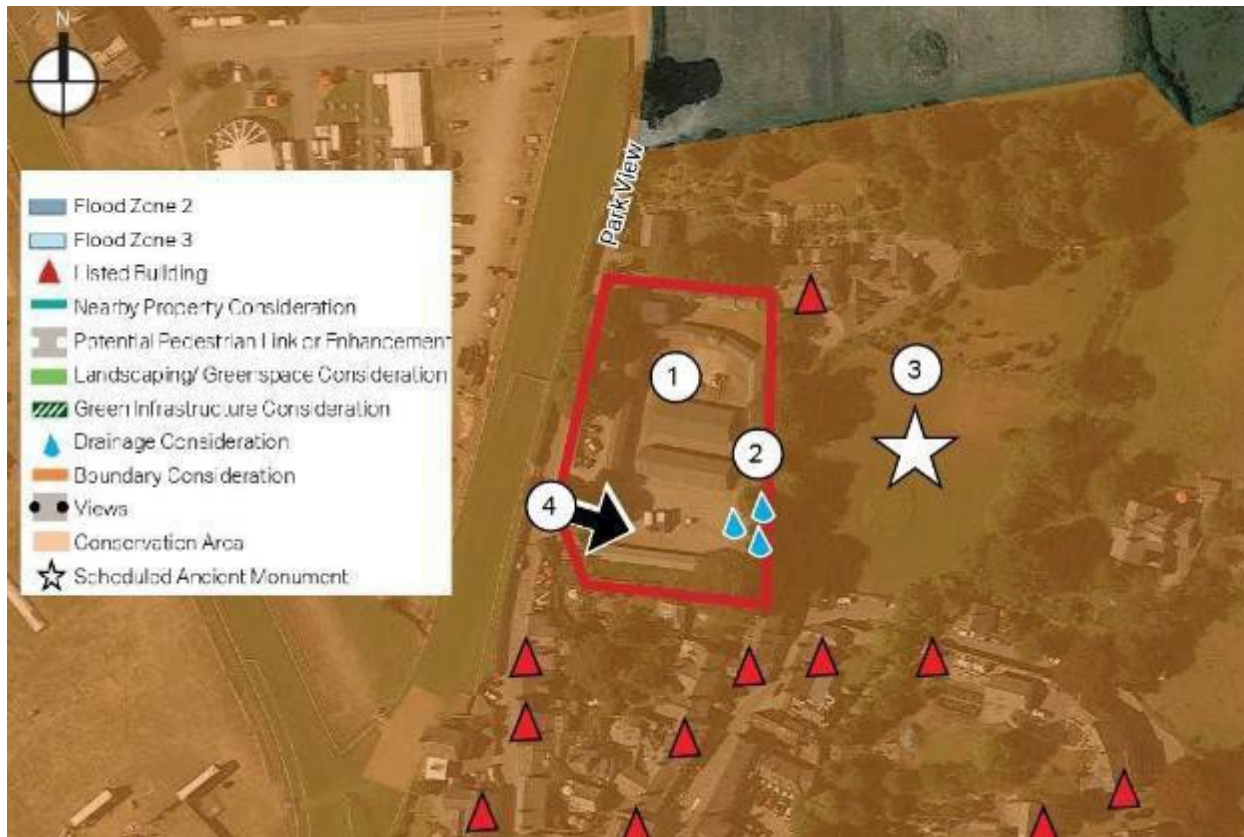 N
Park View
Flood Zone 2
Flood Zone 3
Listed Building
Nearby Property Consideration
Potential Pedestrian Link or Enhancement
Landscaping/ Greenspace Consideration
Green Infrastructure Consideration
Drainage Consideration
Boundary Consideration
Views
Conservation Area
Scheduled Ancient Monument
1
2
3
4